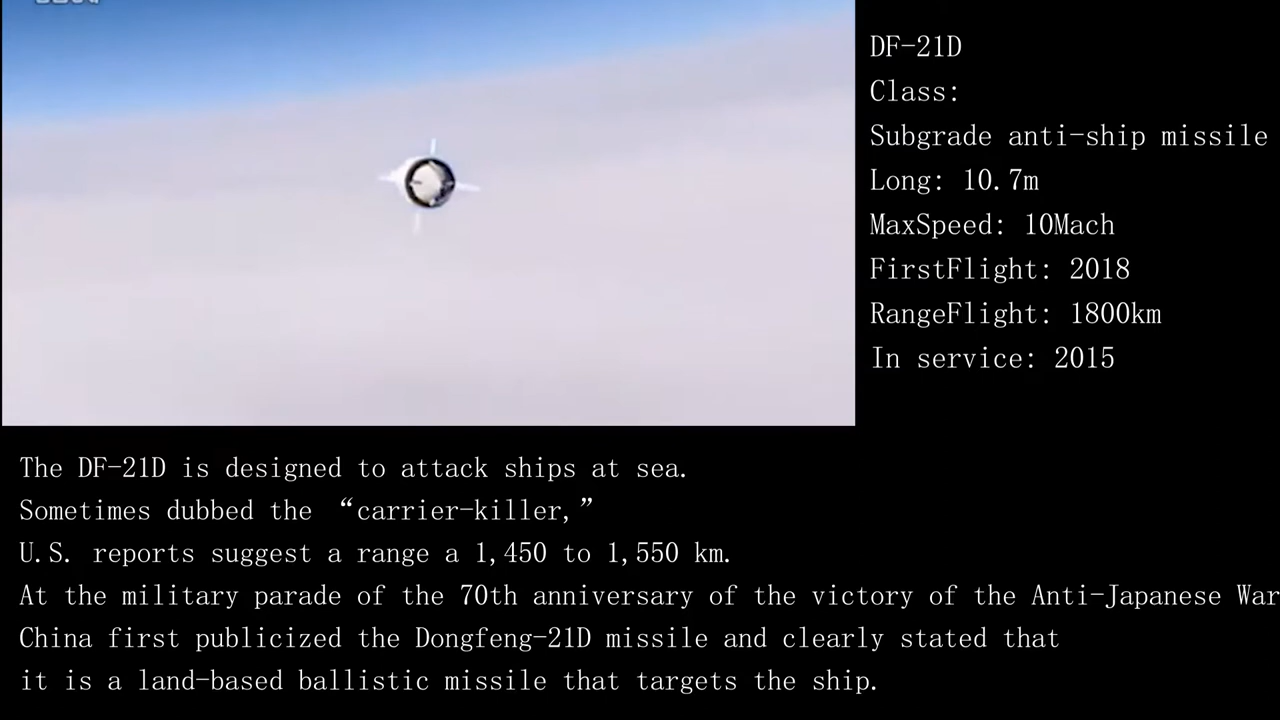 DF-21D
Class:
Subgrade anti-ship missile
Long: 10.7m
MaxSpeed: 10Mach
FirstFlight: 2018
RangeFlight: 1800km
In service: 2015
The DF-21D is designed to attack ships at sea.
Sometimes dubbed the “carrier-killer,”
U.S. reports suggest a range a 1,450 to 1,550 km.
At the military parade of the 70th anniversary of the victory of the Anti-Japanese War
China first publicized the Dongfeng-21D missile and clearly stated that
it is a land-based ballistic missile that targets the ship.